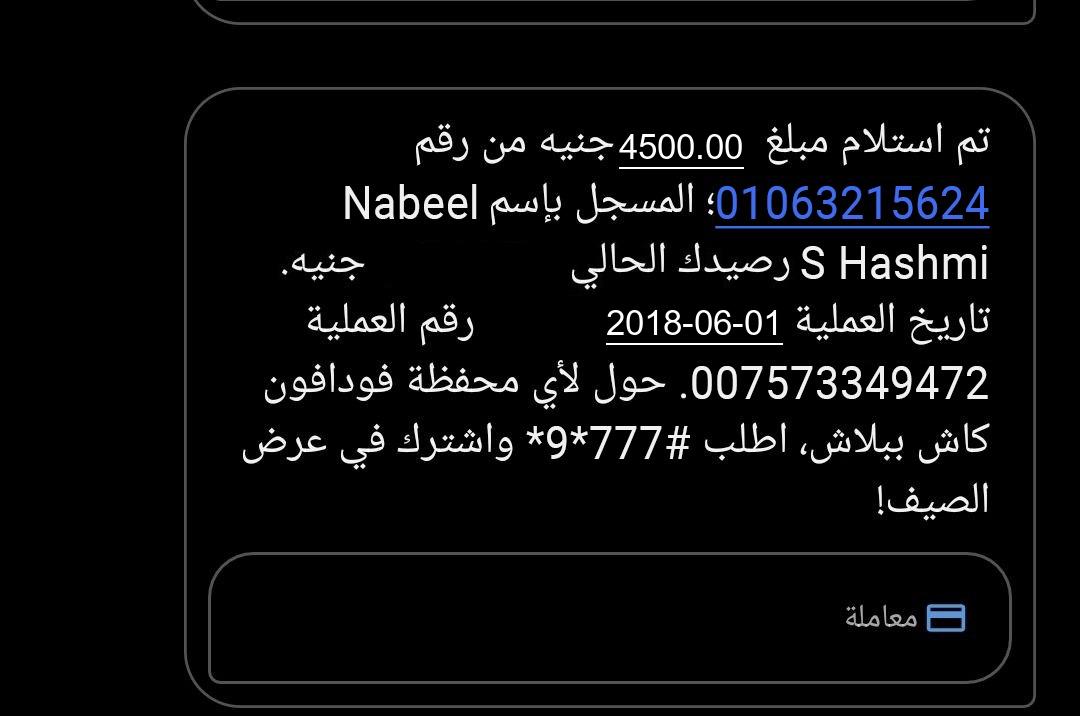 تم استلام مبلغ 4500.00 جنيه من رقم
01063215624؛ المسجل بإسم Nabeel
S Hashmi رصيدك الحالي جنيه.
تاريخ العملية 2018-06-01 رقم العملية
007573349472. حول لأي محفظة فودافون
كاش ببلاش، اطلب #777*9* واشترك في عرض
الصيف!
معاملة